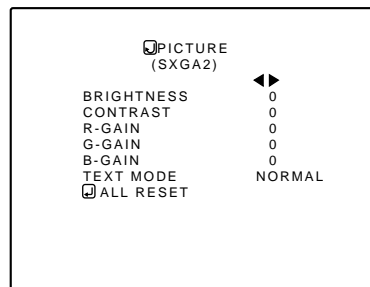 PICTURE
(SXGA2)
BRIGHTNESS 0
CONTRAST 0
R-GAIN 0
G-GAIN 0
B-GAIN 0
TEXT MODE NORMAL
ALL RESET